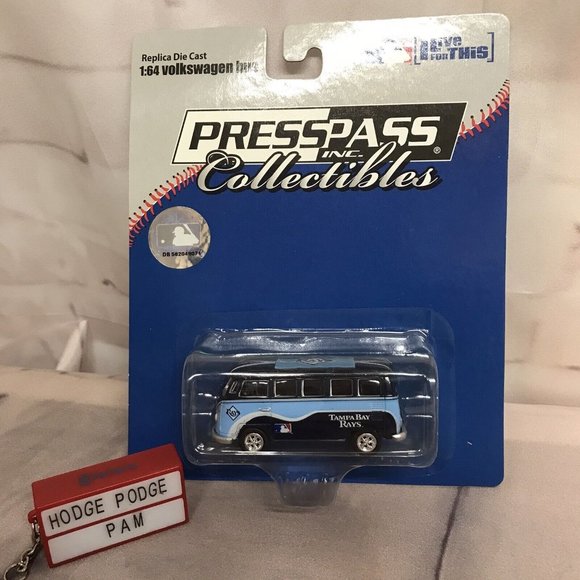 Replica Die Cast
1:64 volkswagen bus
I Live
FOR THiS
PRESSPASS
INC. ®
Collectibles
TAMPA BAY
RAYS
HODGE PODGE
PAM